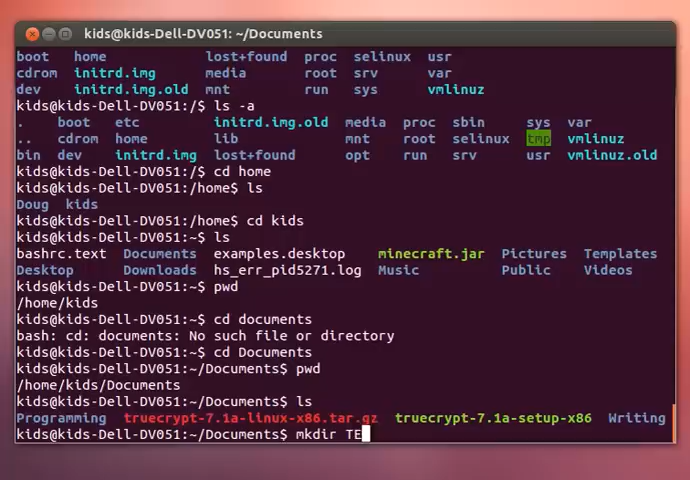 kids@kids-Dell-DV051: ~/Documents
boot home lost+found proc selinux usr
cdrom initrd.img media root srv var
dev initrd.img.old mnt run sys vmlinuz
kids@kids-Dell-DV051:/$ ls -a
. boot etc initrd.img.old media proc sbin sys var
.. cdrom home lib mnt root selinux tmp vmlinuz
bin dev initrd.img lost+found opt run srv usr vmlinuz.old
kids@kids-Dell-DV051:/$ cd home
kids@kids-Dell-DV051:/home$ ls
Doug kids
kids@kids-Dell-DV051:/home$ cd kids
kids@kids-Dell-DV051:~$ ls
bashrc.text Documents examples.desktop minecraft.jar Pictures Templates
Desktop Downloads hs_err_pid5271.log Music Public Videos
kids@kids-Dell-DV051:~$ pwd
/home/kids
kids@kids-Dell-DV051:~$ cd documents
bash: cd: documents: No such file or directory
kids@kids-Dell-DV051:~$ cd Documents
kids@kids-Dell-DV051:~/Documents$ pwd
/home/kids/Documents
kids@kids-Dell-DV051:~/Documents$ ls
Programming truecrypt-7.1a-linux-x86.tar.gz truecrypt-7.1a-setup-x86 Writing
kids@kids-Dell-DV051:~/Documents$ mkdir TE